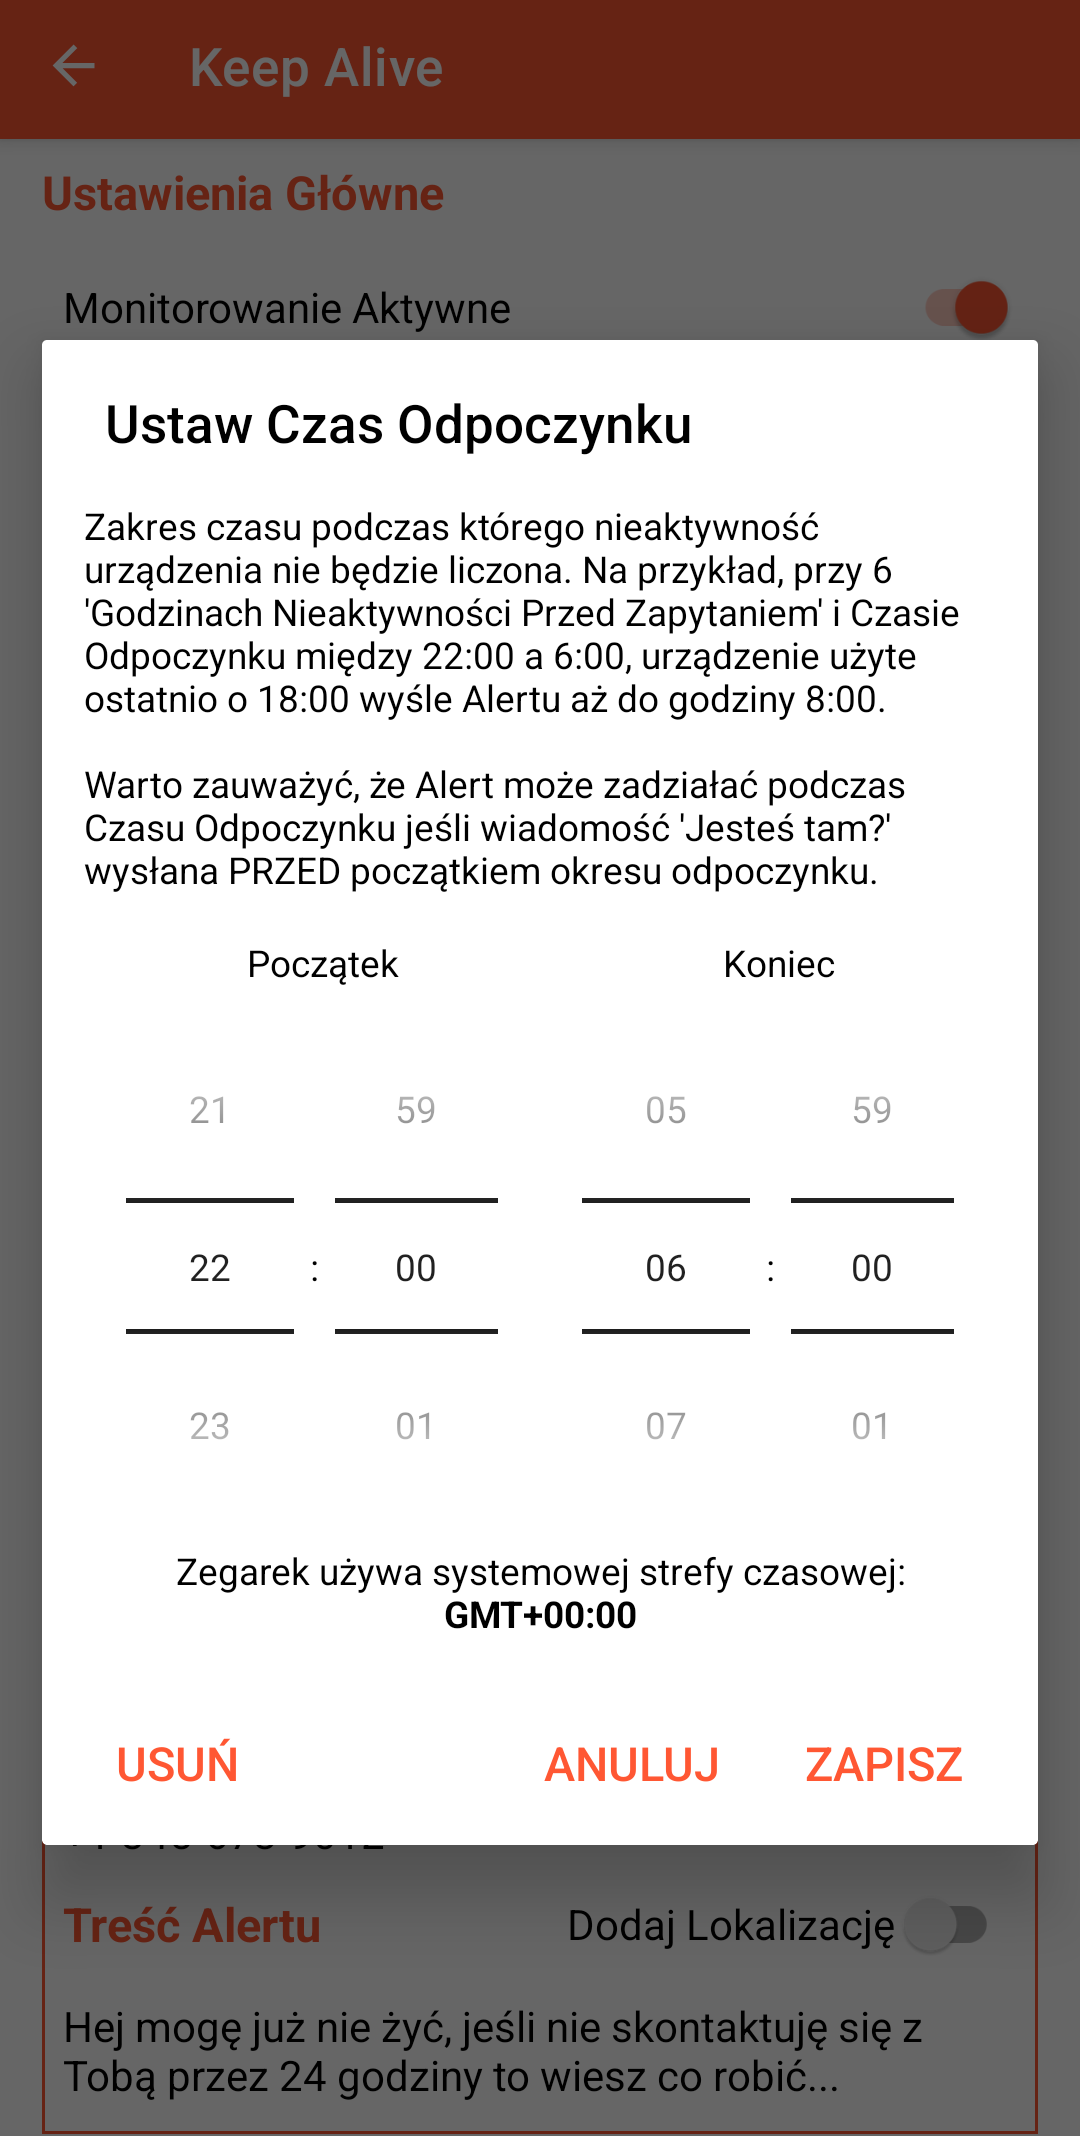 Keep Alive
Ustawienia Główne
Monitorowanie Aktywne
Ustaw Czas Odpoczynku
Zakres czasu podczas którego nieaktywność
urządzenia nie będzie liczona. Na przykład, przy 6
'Godzinach Nieaktywności Przed Zapytaniem' i Czasie
Odpoczynku między 22:00 a 6:00, urządzenie użyte
ostatnio o 18:00 wyśle Alertu aż do godziny 8:00.
Warto zauważyć, że Alert może zadziałać podczas
Czasu Odpoczynku jeśli wiadomość 'Jesteś tam?'
wysłana PRZED początkiem okresu odpoczynku.
Początek Koniec
21 59 05 59
22 : 00 06 : 00
23 01 07 01
Zegarek używa systemowej strefy czasowej:
GMT+00:00
USUŃ ANULUJ ZAPISZ
Treść Alertu Dodaj Lokalizację
Hej mogę już nie żyć, jeśli nie skontaktuję się z
Tobą przez 24 godziny to wiesz co robić...